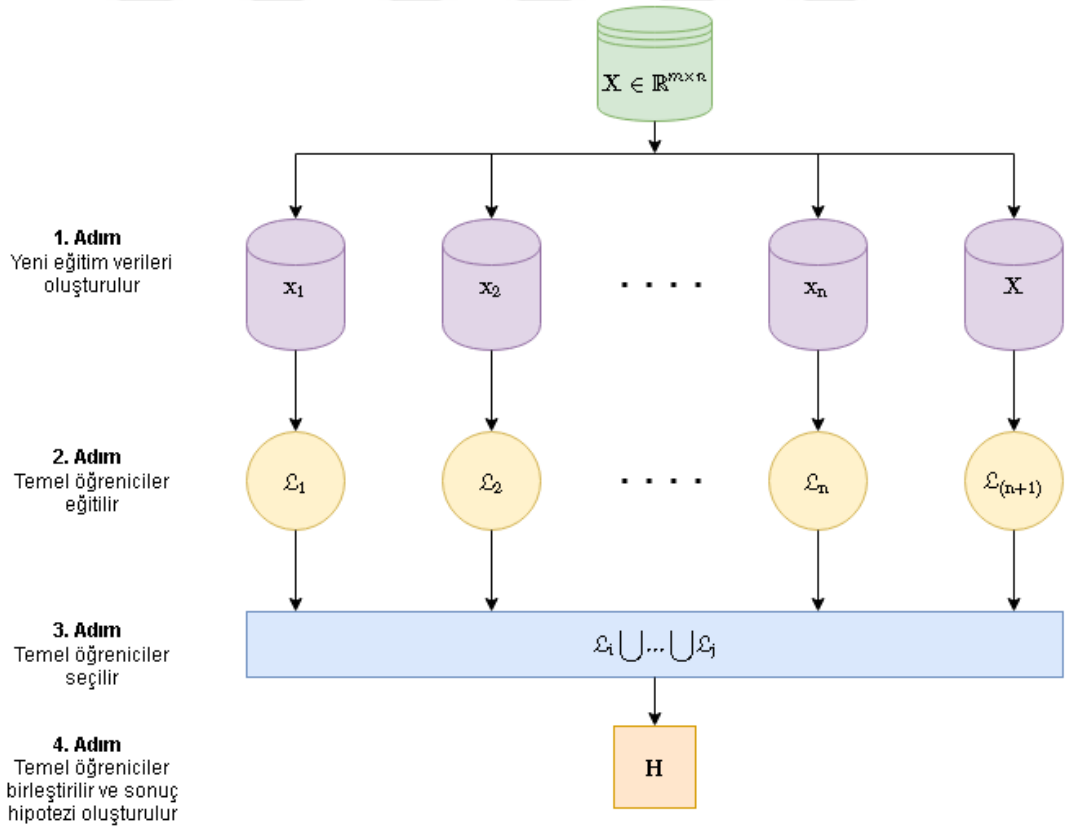 X ∈ ℝ^{m×n}
1. Adım
Yeni eğitim verileri
oluşturulur
x₁
x₂
. . . .
xₙ
X
2. Adım
Temel öğreniciler
eğitilir
ℒ₁
ℒ₂
. . . .
ℒₙ
ℒ₍ₙ₊₁₎
3. Adım
Temel öğreniciler
seçilir
ℒᵢ ⋃ ... ⋃ ℒⱼ
4. Adım
Temel öğreniciler
birleştirilir ve sonuç
hipotezi oluşturulur
H